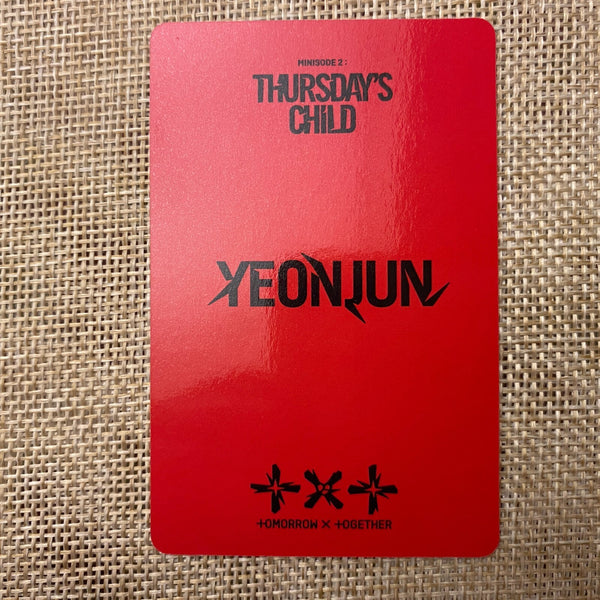 MINISODE 2 :
THURSDAY'S
CHILD
YEONJUN
+x+
tOMORROW × tOGETHER